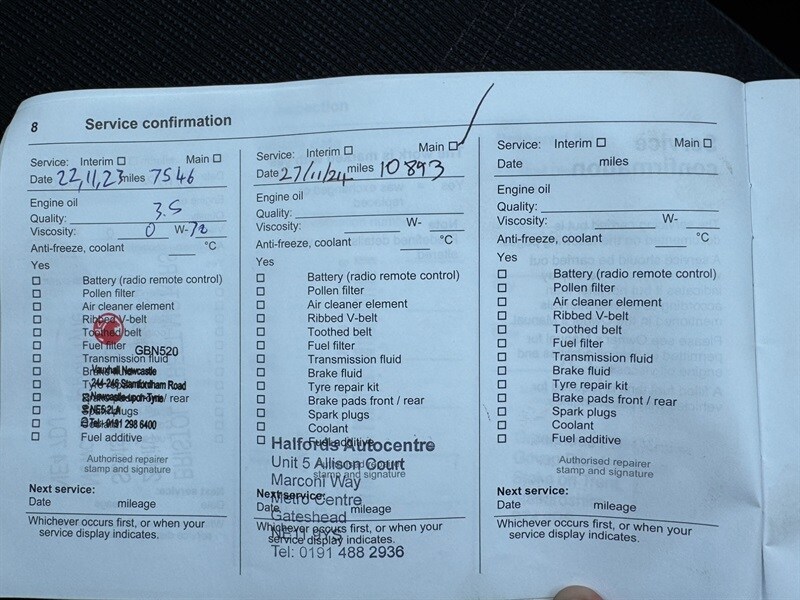 8 Service confirmation
Service: Interim ☐ Main ☐
Date 22,11,23 miles 7546
Engine oil
Quality: 3.5
Viscosity: 0 W-
Anti-freeze, coolant °C
Yes
☐ Battery (radio remote control)
☐ Pollen filter
☐ Air cleaner element
☐ Ribbed V-belt
☐ Toothed belt
☐ Fuel filter
GBN520
☐ Transmission fluid
☐ Brake fluid
Vauxhall Newcastle
☐ Tyre repair kit
244-246 Stamfordham Road
☐ Brake pads front / rear
Newcastle-upon-Tyne
☐ Spark plugs
NE5 2LA
☐ Coolant
Tel: 0191 298 6400
☐ Fuel additive
Authorised repairer
stamp and signature
Next service:
Date mileage
Whichever occurs first, or when your
service display indicates.
Service: Interim ☐ Main ☐
Date 27/11/24 miles 10893
Engine oil
Quality:
Viscosity: W-
Anti-freeze, coolant °C
Yes
☐ Battery (radio remote control)
☐ Pollen filter
☐ Air cleaner element
☐ Ribbed V-belt
☐ Toothed belt
☐ Fuel filter
☐ Transmission fluid
☐ Brake fluid
☐ Tyre repair kit
☐ Brake pads front / rear
☐ Spark plugs
☐ Coolant
☐ Fuel additive
Halfords Autocentre
Unit 5 Allison Court
Authorised repairer
stamp and signature
Marconi Way
Next service:
Metro Centre
Date mileage
Gateshead
Whichever occurs first, or when your
NE11 9YS
service display indicates.
Tel: 0191 488 2936
Service: Interim ☐ Main ☐
Date miles
Engine oil
Quality:
Viscosity: W-
Anti-freeze, coolant °C
Yes
☐ Battery (radio remote control)
☐ Pollen filter
☐ Air cleaner element
☐ Ribbed V-belt
☐ Toothed belt
☐ Fuel filter
☐ Transmission fluid
☐ Brake fluid
☐ Tyre repair kit
☐ Brake pads front / rear
☐ Spark plugs
☐ Coolant
☐ Fuel additive
Authorised repairer
stamp and signature
Next service:
Date mileage
Whichever occurs first, or when your
service display indicates.